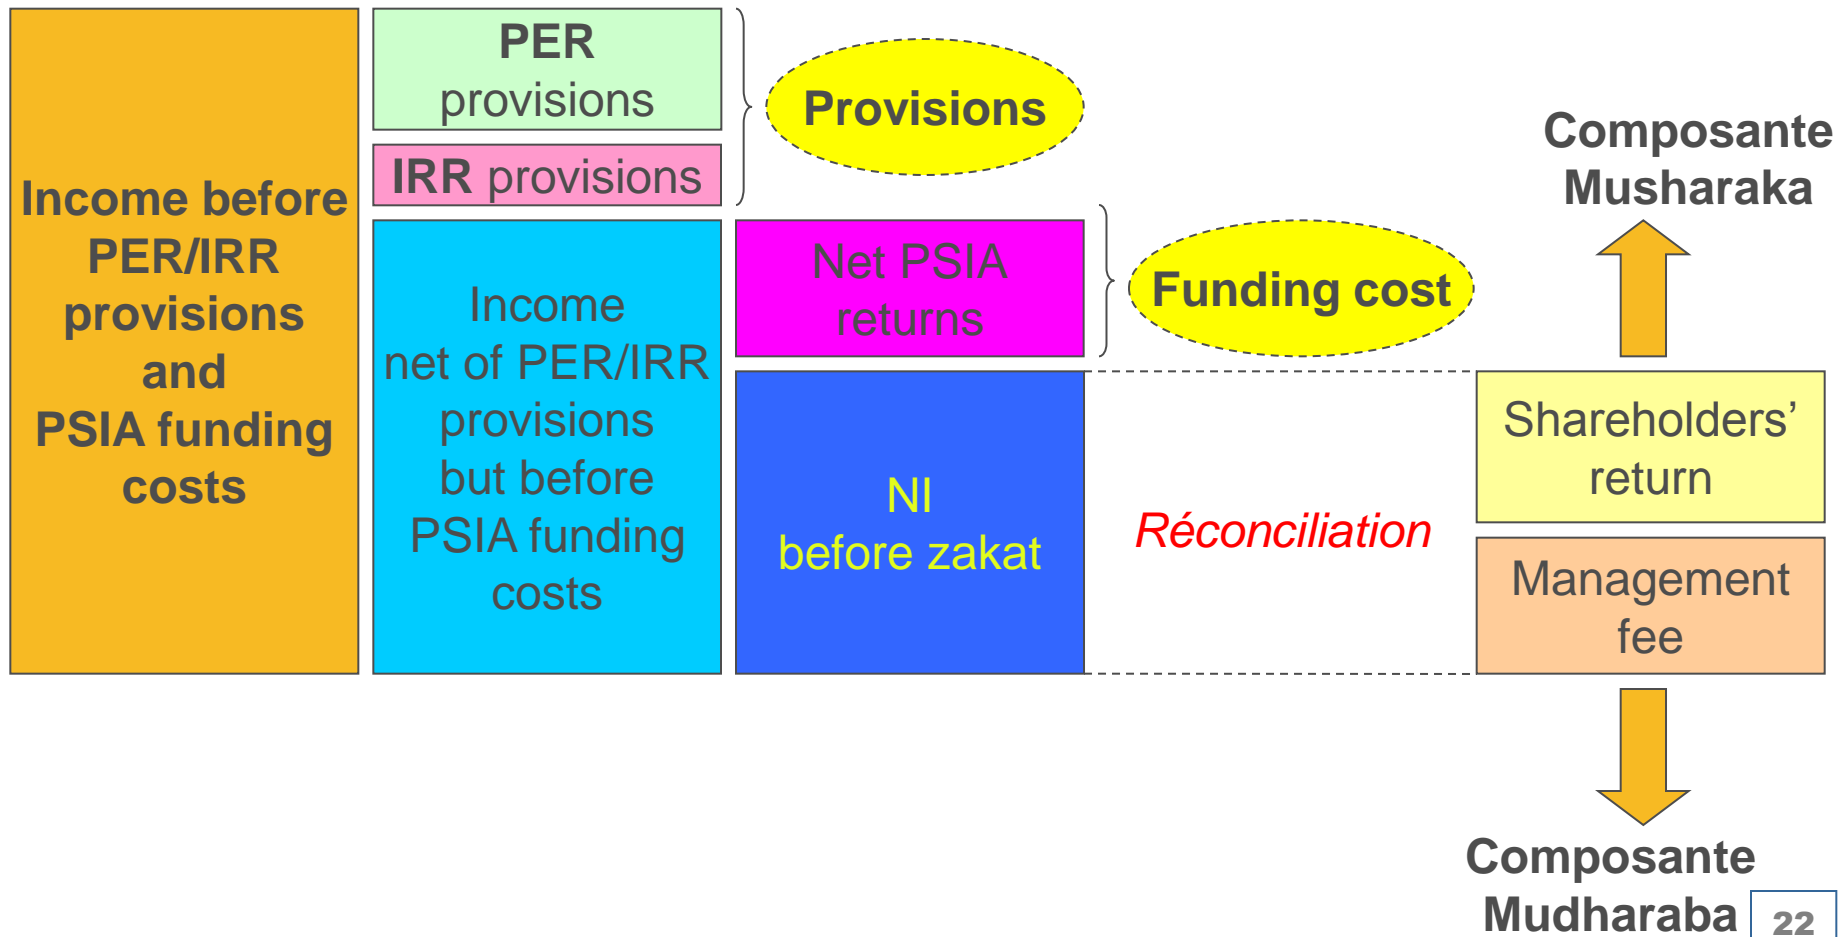 Income before
PER/IRR
provisions
and
PSIA funding
costs
PER
provisions
IRR provisions
Provisions
Income
net of PER/IRR
provisions
but before
PSIA funding
costs
Net PSIA
returns
Funding cost
NI
before zakat
Réconciliation
Composante
Musharaka
Shareholders’
return
Management
fee
Composante
Mudharaba
22